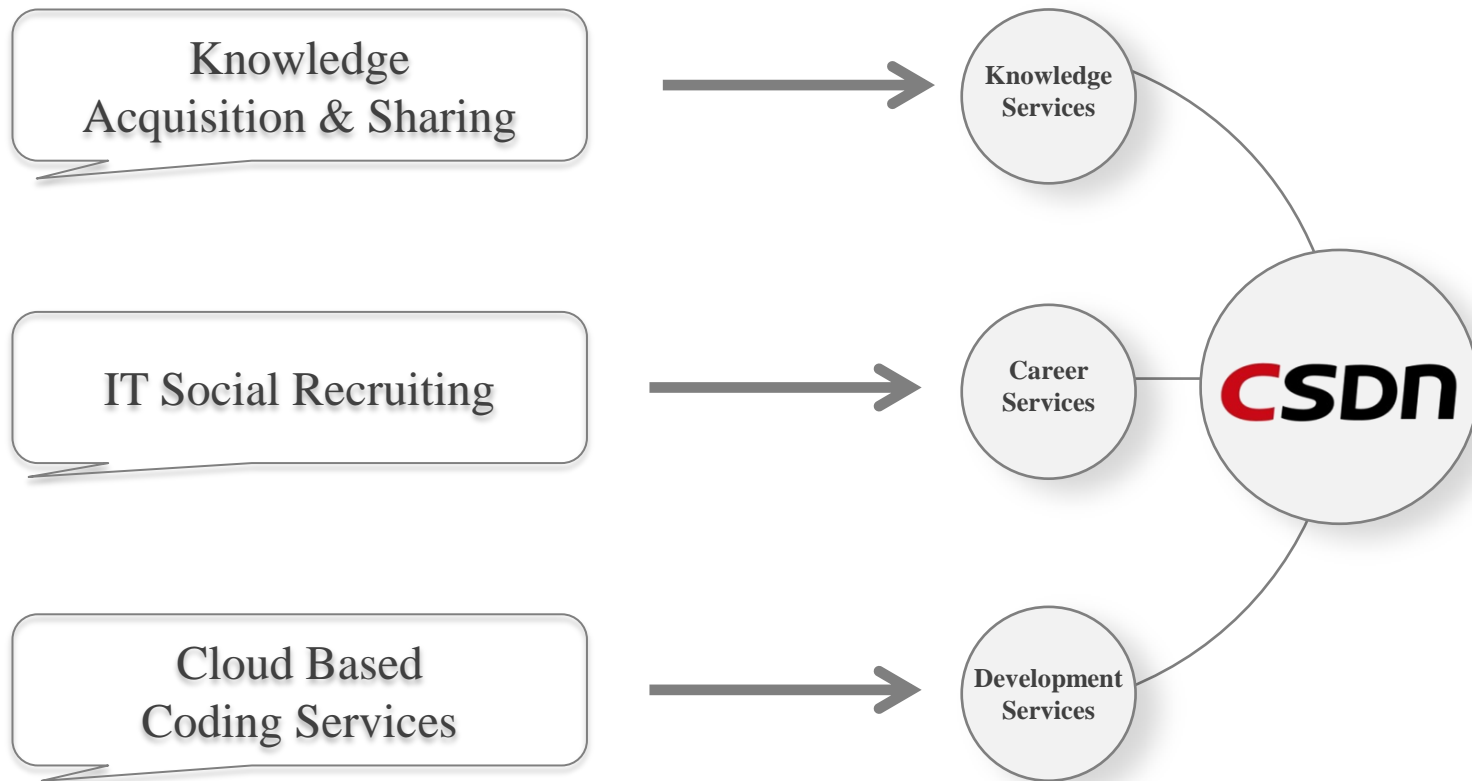 Knowledge
Acquisition & Sharing
Knowledge
Services
IT Social Recruiting
Career
Services
CSDN
Cloud Based
Coding Services
Development
Services